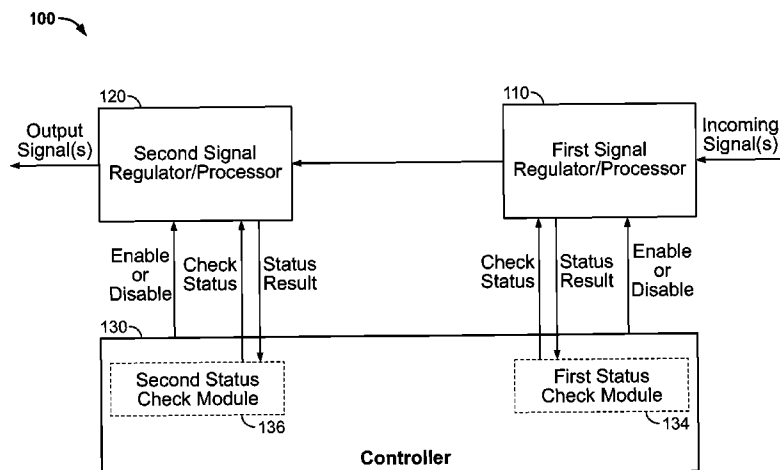 100
120
110
Output
Signal(s)
Second Signal
Regulator/Processor
First Signal
Regulator/Processor
Incoming
Signal(s)
Enable
or
Disable
Check
Status
Status
Result
Check
Status
Status
Result
Enable
or
Disable
130
Second Status
Check Module
First Status
Check Module
136
134
Controller